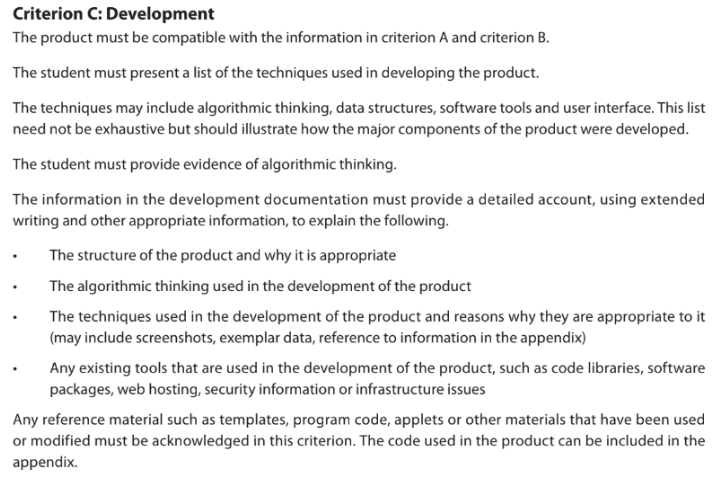 Criterion C: Development
The product must be compatible with the information in criterion A and criterion B.
The student must present a list of the techniques used in developing the product.
The techniques may include algorithmic thinking, data structures, software tools and user interface. This list
need not be exhaustive but should illustrate how the major components of the product were developed.
The student must provide evidence of algorithmic thinking.
The information in the development documentation must provide a detailed account, using extended
writing and other appropriate information, to explain the following.
• The structure of the product and why it is appropriate
• The algorithmic thinking used in the development of the product
• The techniques used in the development of the product and reasons why they are appropriate to it
(may include screenshots, exemplar data, reference to information in the appendix)
• Any existing tools that are used in the development of the product, such as code libraries, software
packages, web hosting, security information or infrastructure issues
Any reference material such as templates, program code, applets or other materials that have been used
or modified must be acknowledged in this criterion. The code used in the product can be included in the
appendix.